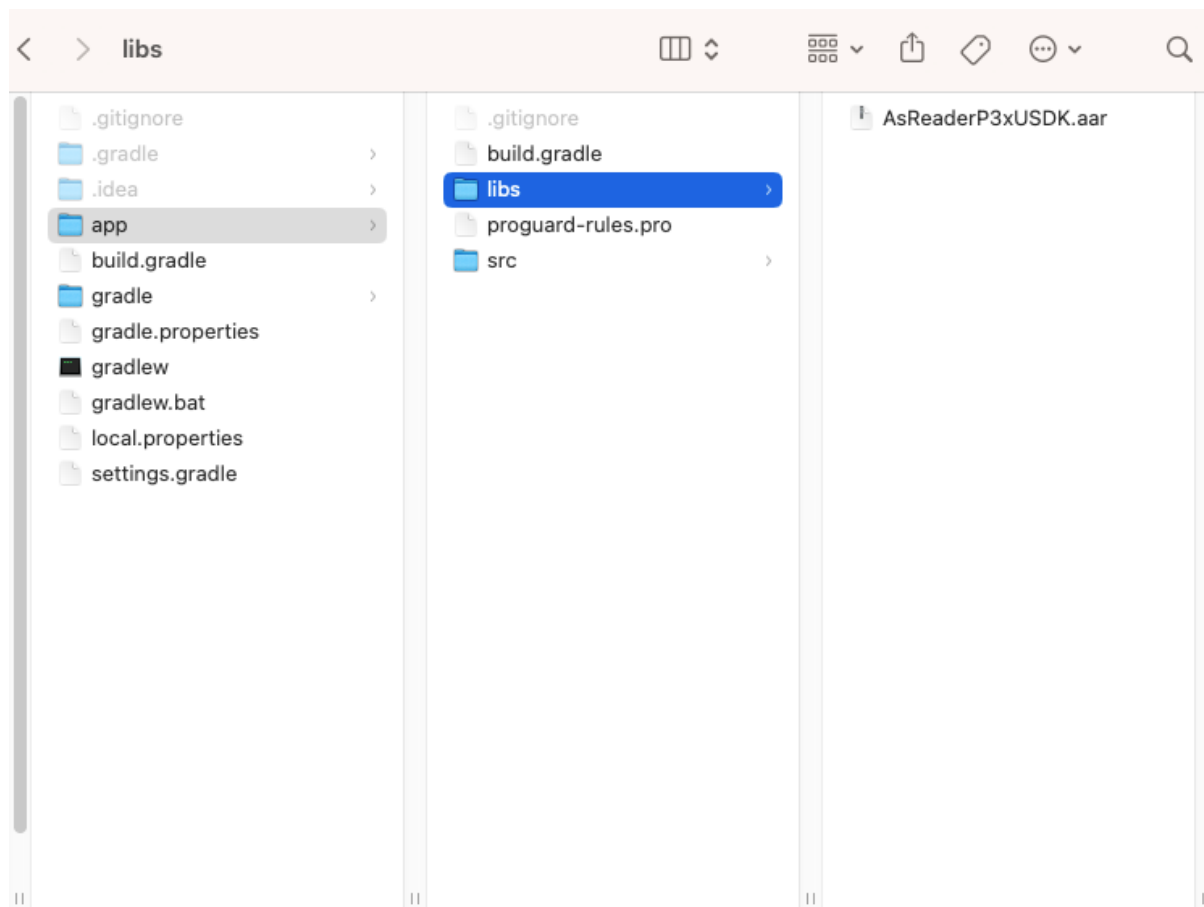 libs
.gitignore
.gradle
.idea
app
build.gradle
gradle
gradle.properties
gradlew
gradlew.bat
local.properties
settings.gradle
.gitignore
build.gradle
libs
proguard-rules.pro
src
AsReaderP3xUSDK.aar